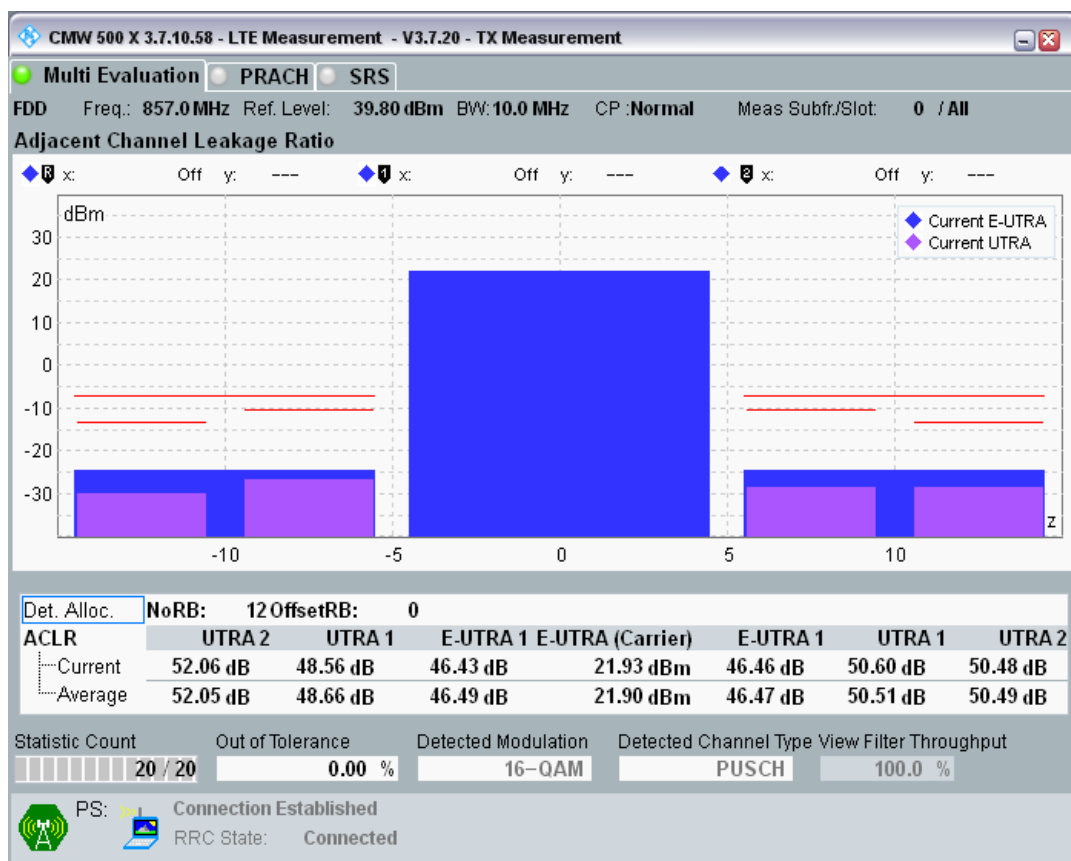 CMW 500 X 3.7.10.58 - LTE Measurement - V3.7.20 - TX Measurement
Multi Evaluation PRACH SRS
FDD Freq.: 857.0 MHz Ref. Level: 39.80 dBm BW: 10.0 MHz CP :Normal Meas Subfr./Slot: 0 / All
Adjacent Channel Leakage Ratio
R x: Off y: --- 1 x: Off y: --- 2 x: Off y: ---
dBm
Current E-UTRA
Current UTRA
30
20
10
0
-10
-20
-30
z
-10 -5 0 5 10
Det. Alloc. NoRB: 12 OffsetRB: 0
ACLR UTRA 2 UTRA 1 E-UTRA 1 E-UTRA (Carrier) E-UTRA 1 UTRA 1 UTRA 2
Current 52.06 dB 48.56 dB 46.43 dB 21.93 dBm 46.46 dB 50.60 dB 50.48 dB
Average 52.05 dB 48.66 dB 46.49 dB 21.90 dBm 46.47 dB 50.51 dB 50.49 dB
Statistic Count Out of Tolerance Detected Modulation Detected Channel Type View Filter Throughput
20 / 20 0.00 % 16-QAM PUSCH 100.0 %
PS: Connection Established
RRC State: Connected